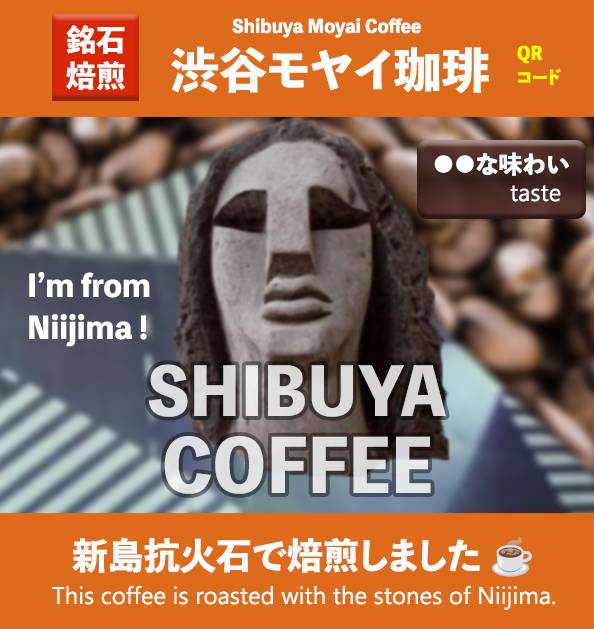 Shibuya Moyai Coffee
銘石
焙煎
渋谷モヤイ珈琲
QR
コード
●●な味わい
taste
I'm from
Niijima !
SHIBUYA
COFFEE
新島抗火石で焙煎しました ☕
This coffee is roasted with the stones of Niijima.